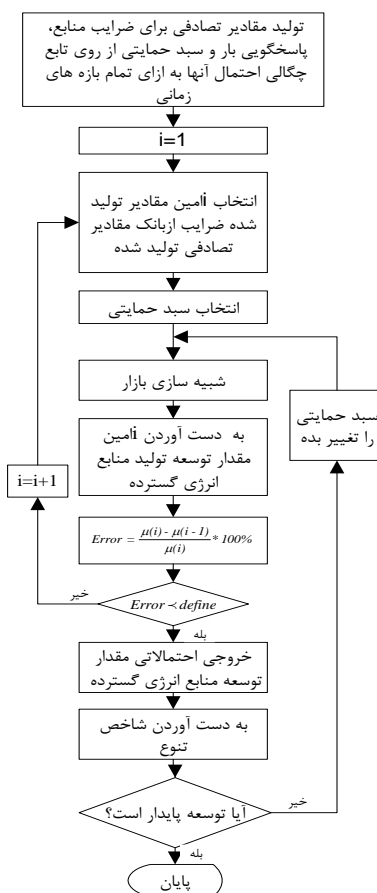 تولید مقادیر تصادفی برای ضرایب منابع،
پاسخگویی بار و سبد حمایتی از روی تابع
چگالی احتمال آنها به ازای تمام بازه های
زمانی
i=1
انتخاب iامین مقادیر تولید
شده ضرایب ازبانک مقادیر
تصادفی تولید شده
انتخاب سبد حمایتی
شبیه سازی بازار
سبد حمایتی
را تغییر بده
به دست آوردن iامین
مقدار توسعه تولید منابع
انرژی گسترده
i=i+1
Error = μ(i) - μ(i - 1) / μ(i) * 100%
خیر
Error ≺ define
بله
خروجی احتمالاتی مقدار
توسعه منابع انرژی گسترده
به دست آوردن شاخص
تنوع
آیا توسعه پایدار است؟
خیر
بله
پایان